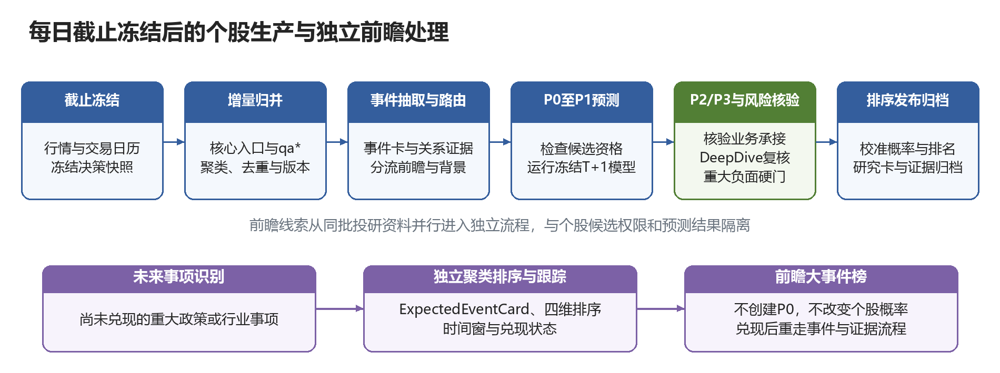 每日截止冻结后的个股生产与独立前瞻处理
截止冻结
行情与交易日历
冻结决策快照
增量归并
核心入口与qa*
聚类、去重与版本
事件抽取与路由
事件卡与关系证据
分流前瞻与背景
P0至P1预测
检查候选资格
运行冻结T+1模型
P2/P3与风险核验
核验业务承接
DeepDive复核
重大负面硬门
排序发布归档
校准概率与排名
研究卡与证据归档
前瞻线索从同批投研资料并行进入独立流程，与个股候选权限和预测结果隔离
未来事项识别
尚未兑现的重大政策或行业事项
独立聚类排序与跟踪
ExpectedEventCard、四维排序
时间窗与兑现状态
前瞻大事件榜
不创建P0，不改变个股概率
兑现后重走事件与证据流程